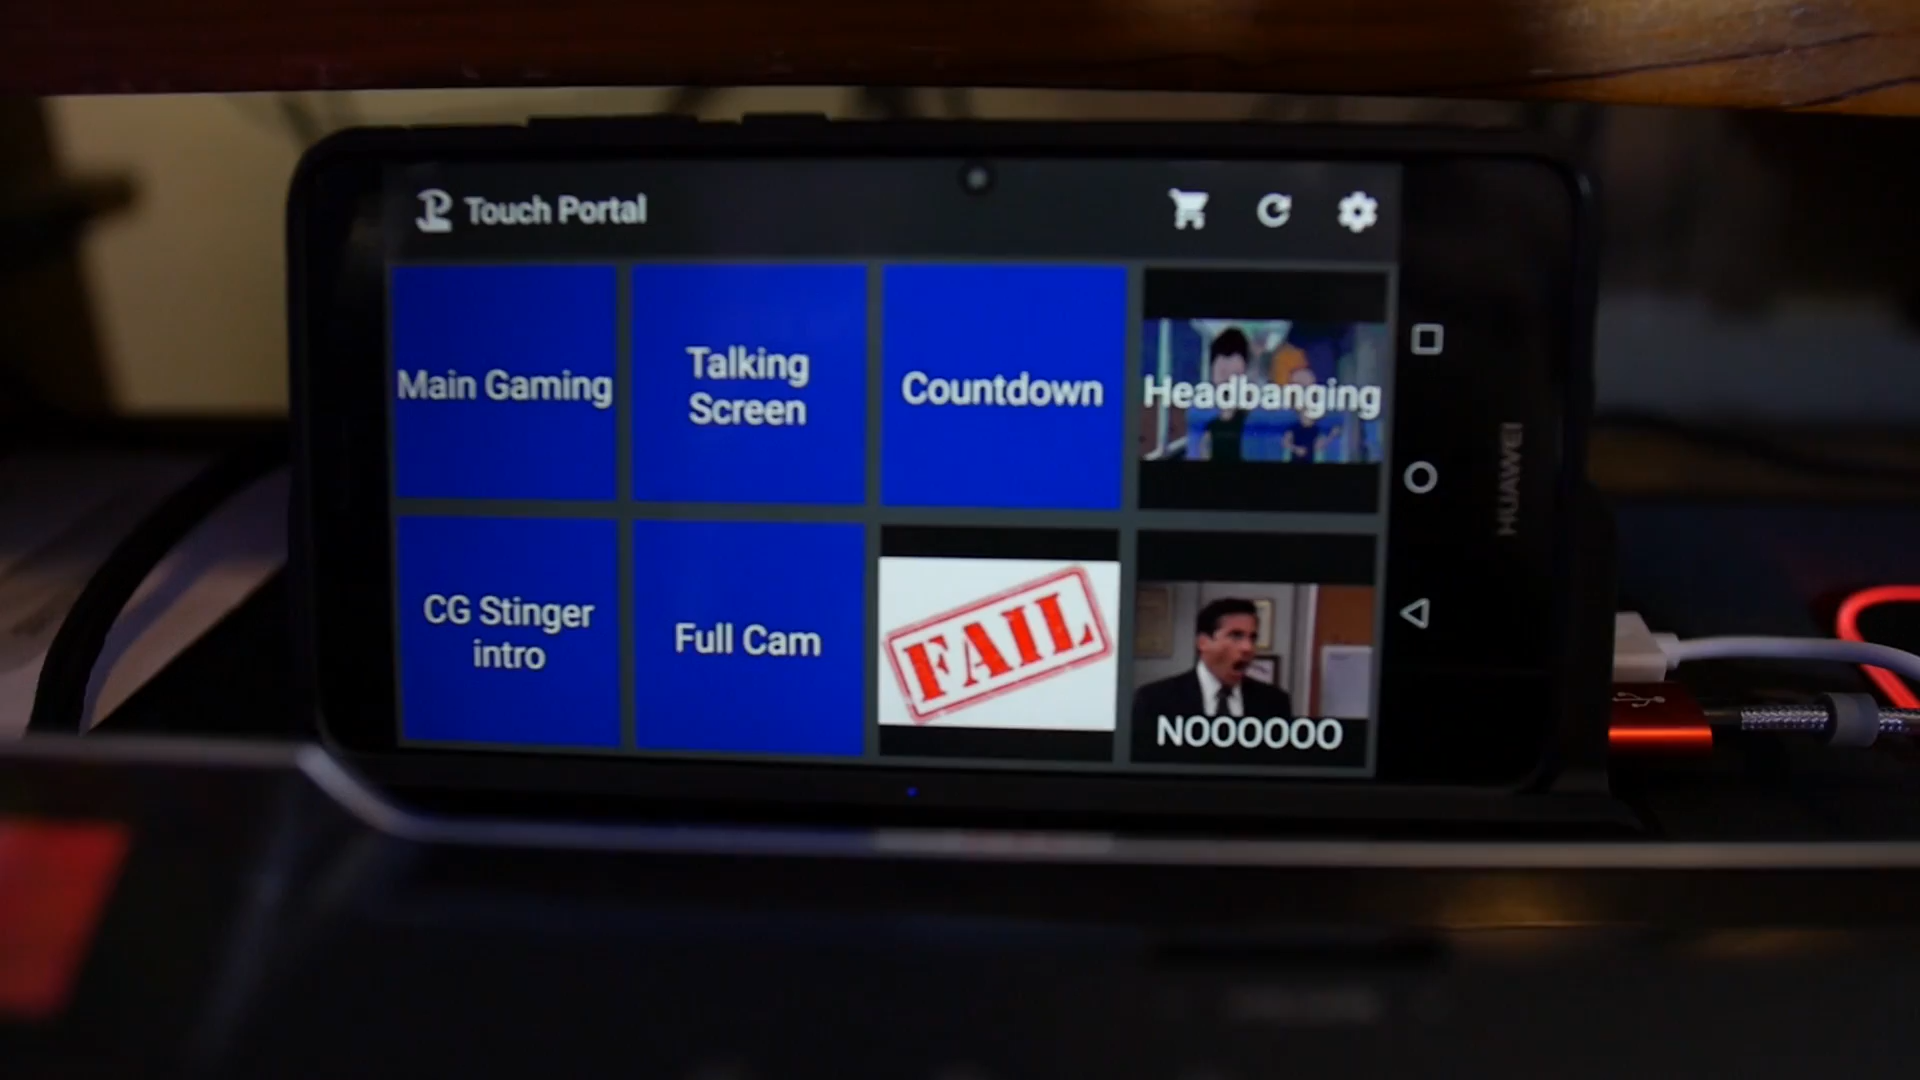 Touch Portal
Main Gaming
Talking
Screen
Countdown
Headbanging
CG Stinger
intro
Full Cam
FAIL
NOOOOOO
HUAWEI